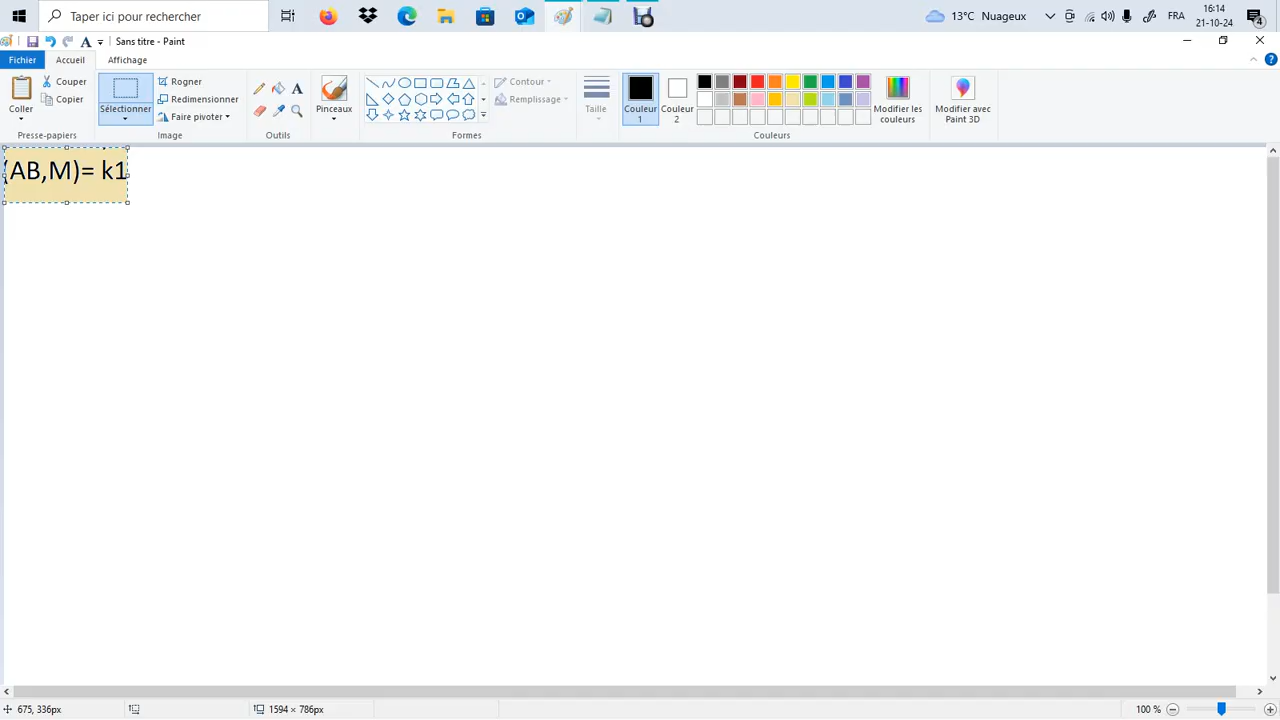 Taper ici pour rechercher
13°C Nuageux
FRA
16:14
21-10-24
4
Sans titre - Paint
Fichier
Accueil
Affichage
Coller
Couper
Copier
Presse-papiers
Sélectionner
Rogner
Redimensionner
Faire pivoter
Image
A
Outils
Pinceaux
Contour
Remplissage
Formes
Taille
Couleur
1
Couleur
2
Couleurs
Modifier les
couleurs
Modifier avec
Paint 3D
(AB,M)= k1
675, 336px
1594 × 786px
100 %